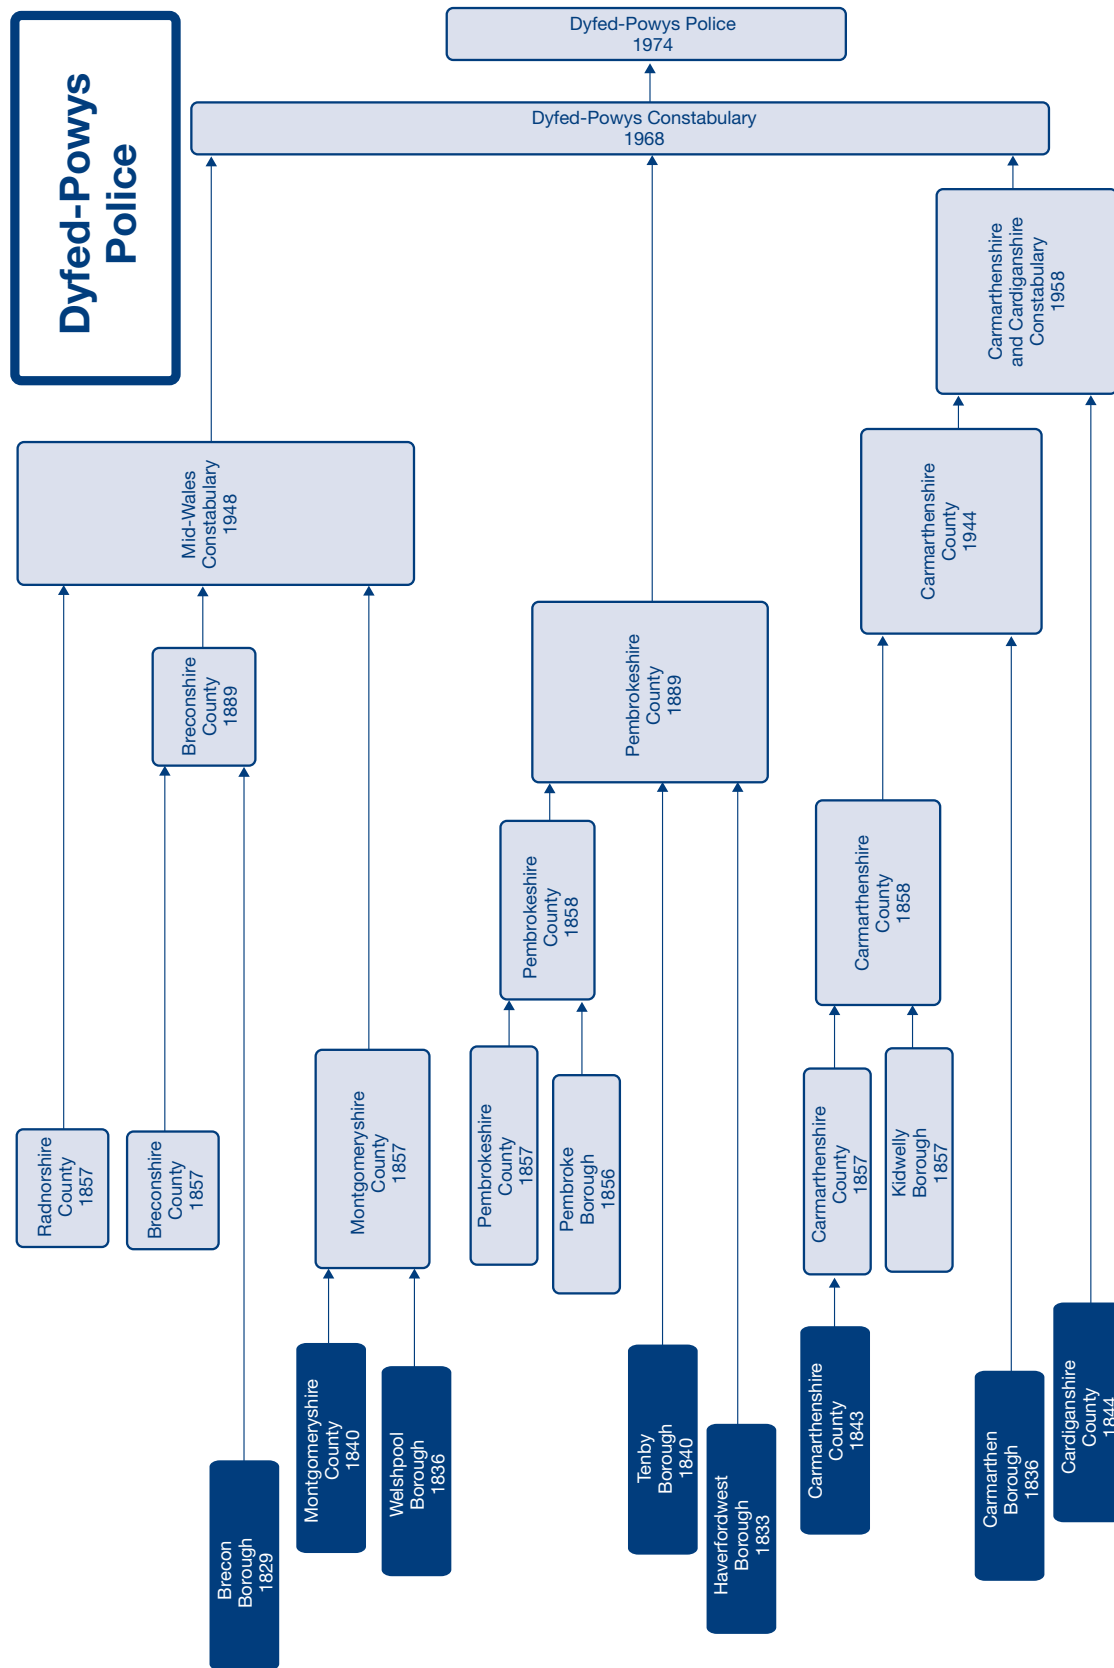 Dyfed-Powys
Police
Dyfed-Powys Police
1974
Dyfed-Powys Constabulary
1968
Carmarthenshire
and Cardiganshire
Constabulary
1958
Mid-Wales
Constabulary
1948
Carmarthenshire
County
1944
Breconshire
County
1889
Pembrokeshire
County
1889
Pembrokeshire
County
1858
Carmarthenshire
County
1858
Radnorshire
County
1857
Breconshire
County
1857
Montgomeryshire
County
1857
Pembrokeshire
County
1857
Pembroke
Borough
1856
Carmarthenshire
County
1857
Kidwelly
Borough
1857
Brecon
Borough
1829
Montgomeryshire
County
1840
Welshpool
Borough
1836
Tenby
Borough
1840
Haverfordwest
Borough
1833
Carmarthenshire
County
1843
Carmarthen
Borough
1836
Cardiganshire
County
1844